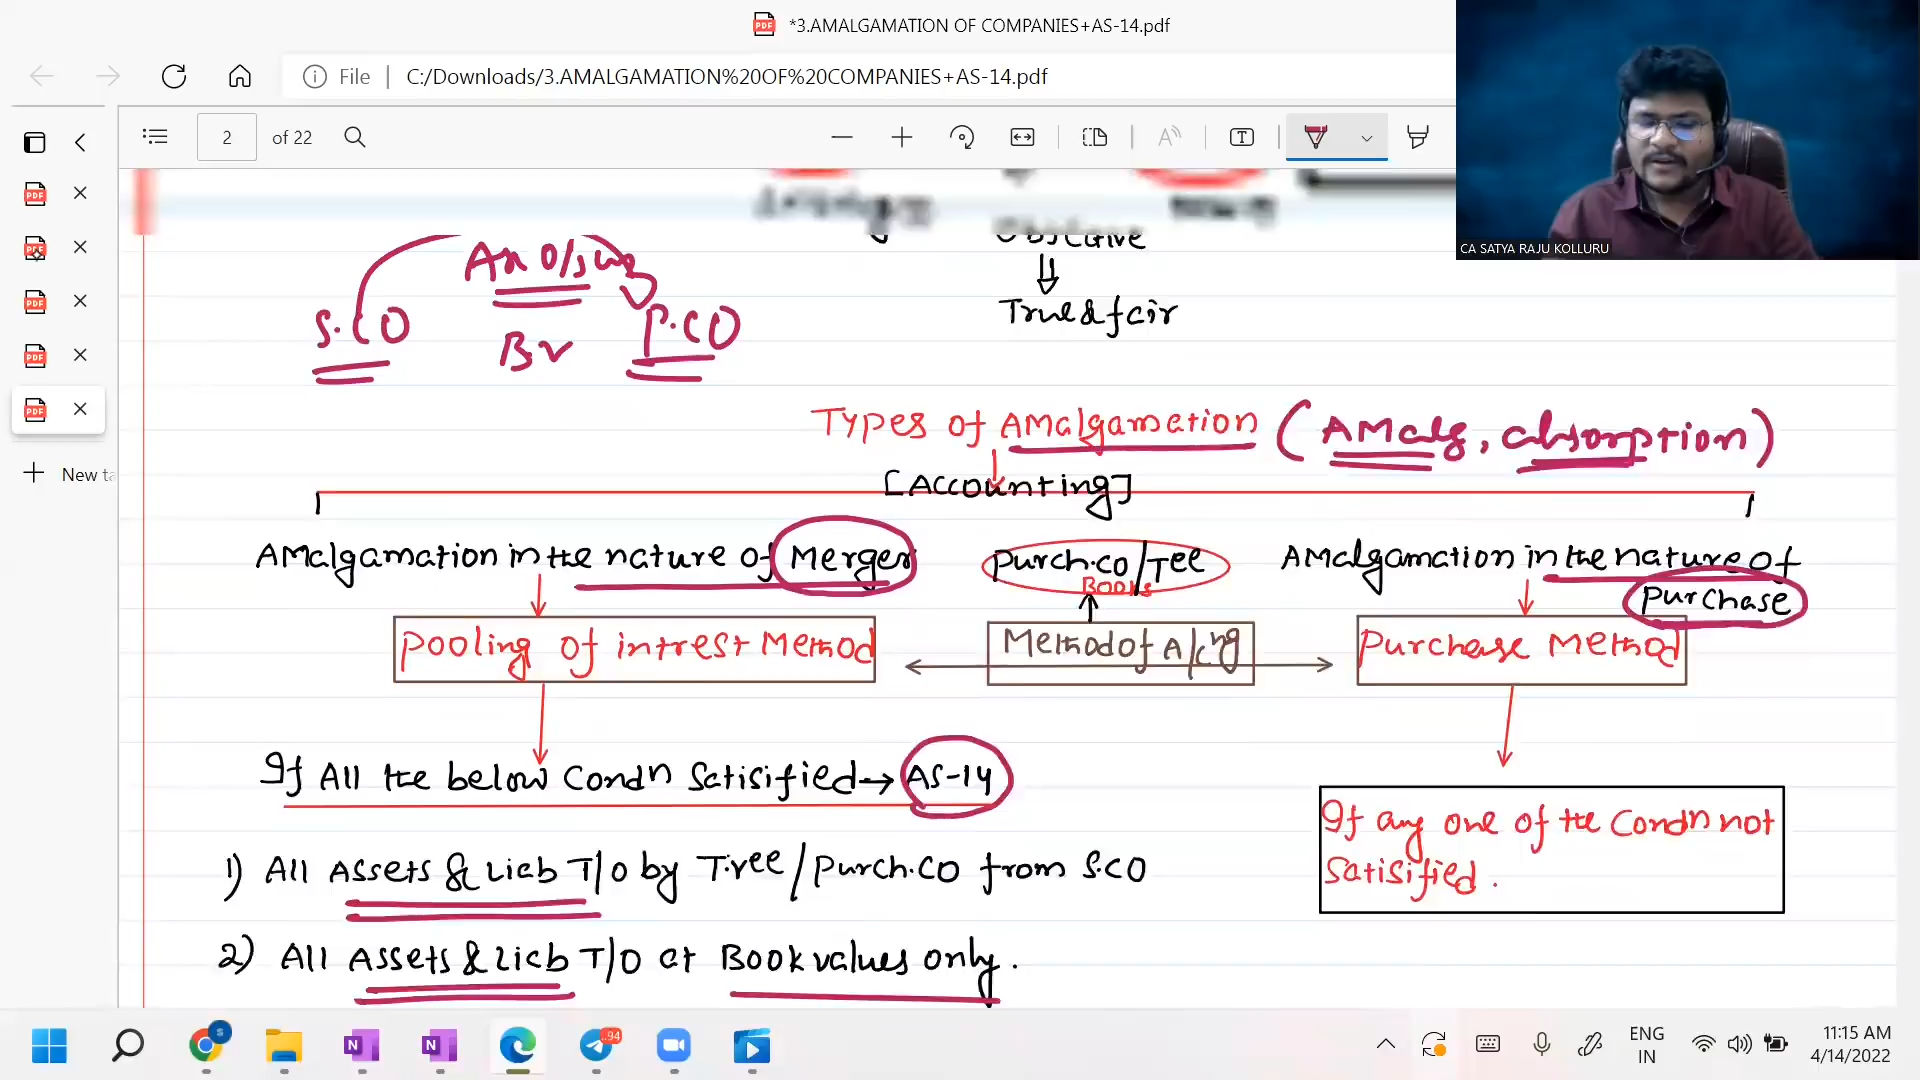 *3.AMALGAMATION OF COMPANIES+AS-14.pdf
File C:/Downloads/3.AMALGAMATION%20OF%20COMPANIES+AS-14.pdf
2 of 22
CA SATYA RAJU KOLLURU
New ta
True & fair
S.CO
BV
P.CO
Types of Amalgamation (Amalg, absorption)
[Accounting]
Amalgamation in the nature of Merger
Purch.co/Tee
Books
Amalgamation in the nature of
Purchase
Pooling of intrest Method
Method of A/cing
Purchase Method
If All the below Condn Satisified → AS-14
If any one of the Condn not
Satisified.
1) All Assets & Liab T/O by T.ree/Purch.CO from S.CO
2) All Assets & Liab T/O at Book values only.
94
ENG
IN
11:15 AM
4/14/2022